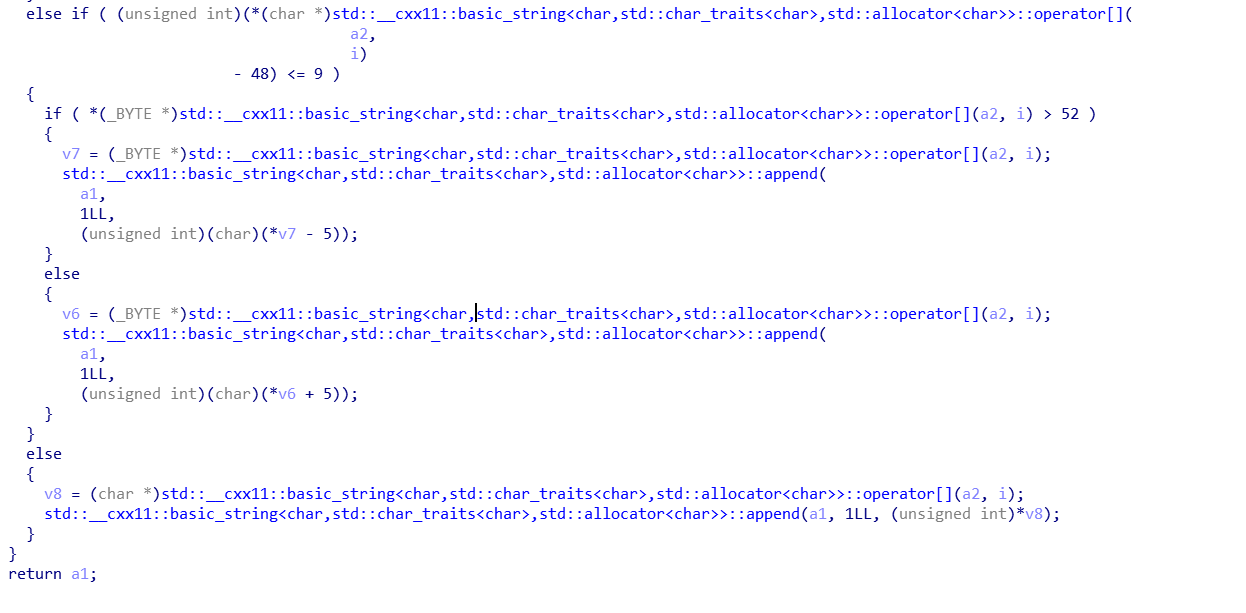 else if ( (unsigned int)(*(char *)std::__cxx11::basic_string<char,std::char_traits<char>,std::allocator<char>>::operator[](
a2,
i)
- 48) <= 9 )
{
if ( *(_BYTE *)std::__cxx11::basic_string<char,std::char_traits<char>,std::allocator<char>>::operator[](a2, i) > 52 )
{
v7 = (_BYTE *)std::__cxx11::basic_string<char,std::char_traits<char>,std::allocator<char>>::operator[](a2, i);
std::__cxx11::basic_string<char,std::char_traits<char>,std::allocator<char>>::append(
a1,
1LL,
(unsigned int)(char)(*v7 - 5));
}
else
{
v6 = (_BYTE *)std::__cxx11::basic_string<char,std::char_traits<char>,std::allocator<char>>::operator[](a2, i);
std::__cxx11::basic_string<char,std::char_traits<char>,std::allocator<char>>::append(
a1,
1LL,
(unsigned int)(char)(*v6 + 5));
}
}
else
{
v8 = (char *)std::__cxx11::basic_string<char,std::char_traits<char>,std::allocator<char>>::operator[](a2, i);
std::__cxx11::basic_string<char,std::char_traits<char>,std::allocator<char>>::append(a1, 1LL, (unsigned int)*v8);
}
}
return a1;